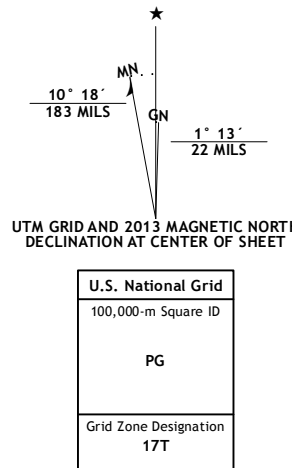 ★
MN
GN
10° 18´
183 MILS
1° 13´
22 MILS
UTM GRID AND 2013 MAGNETIC NORTH
DECLINATION AT CENTER OF SHEET
U.S. National Grid
100,000-m Square ID
PG
Grid Zone Designation
17T